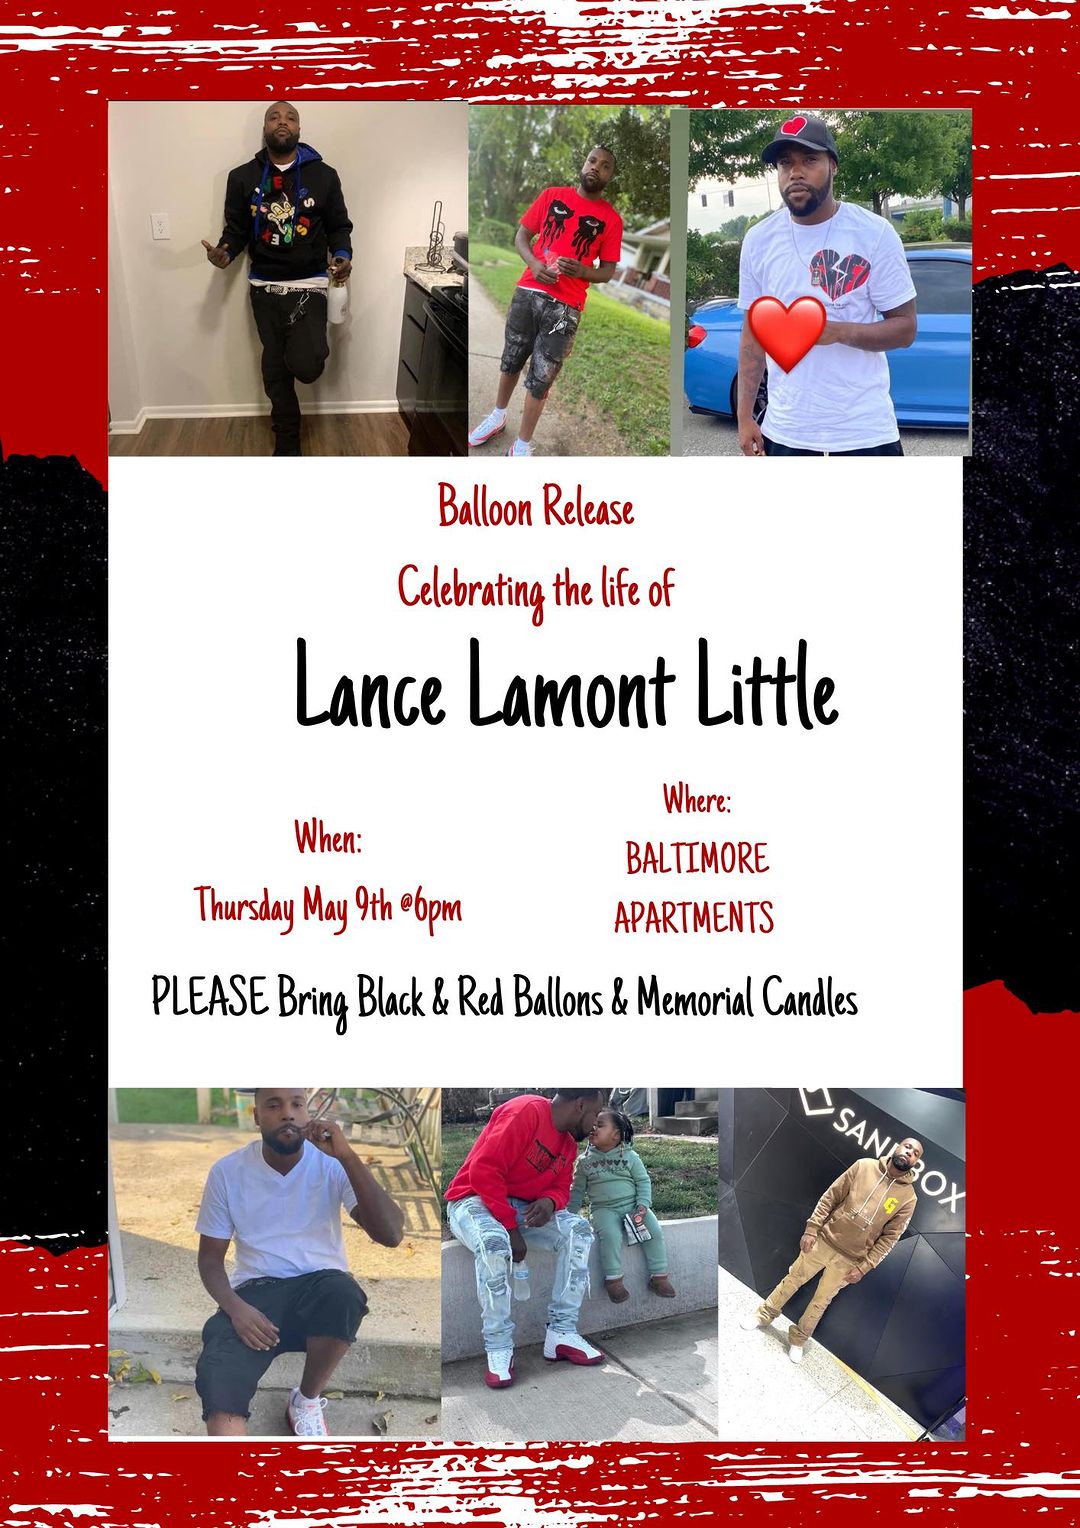 Balloon Release
Celebrating the life of
Lance Lamont Little
When:
Thursday May 9th @6pm
Where:
BALTIMORE
APARTMENTS
PLEASE Bring Black & Red Ballons & Memorial Candles
SANDBOX
G